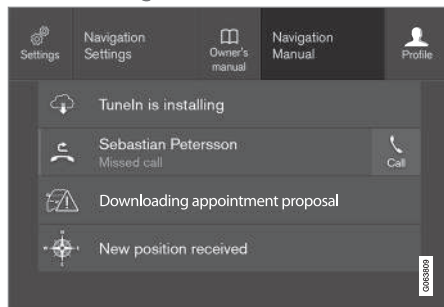 Settings
Navigation
Settings
Owner's
manual
Navigation
Manual
Profile
TuneIn is installing
Sebastian Petersson
Missed call
Call
Downloading appointment proposal
New position received
G063809